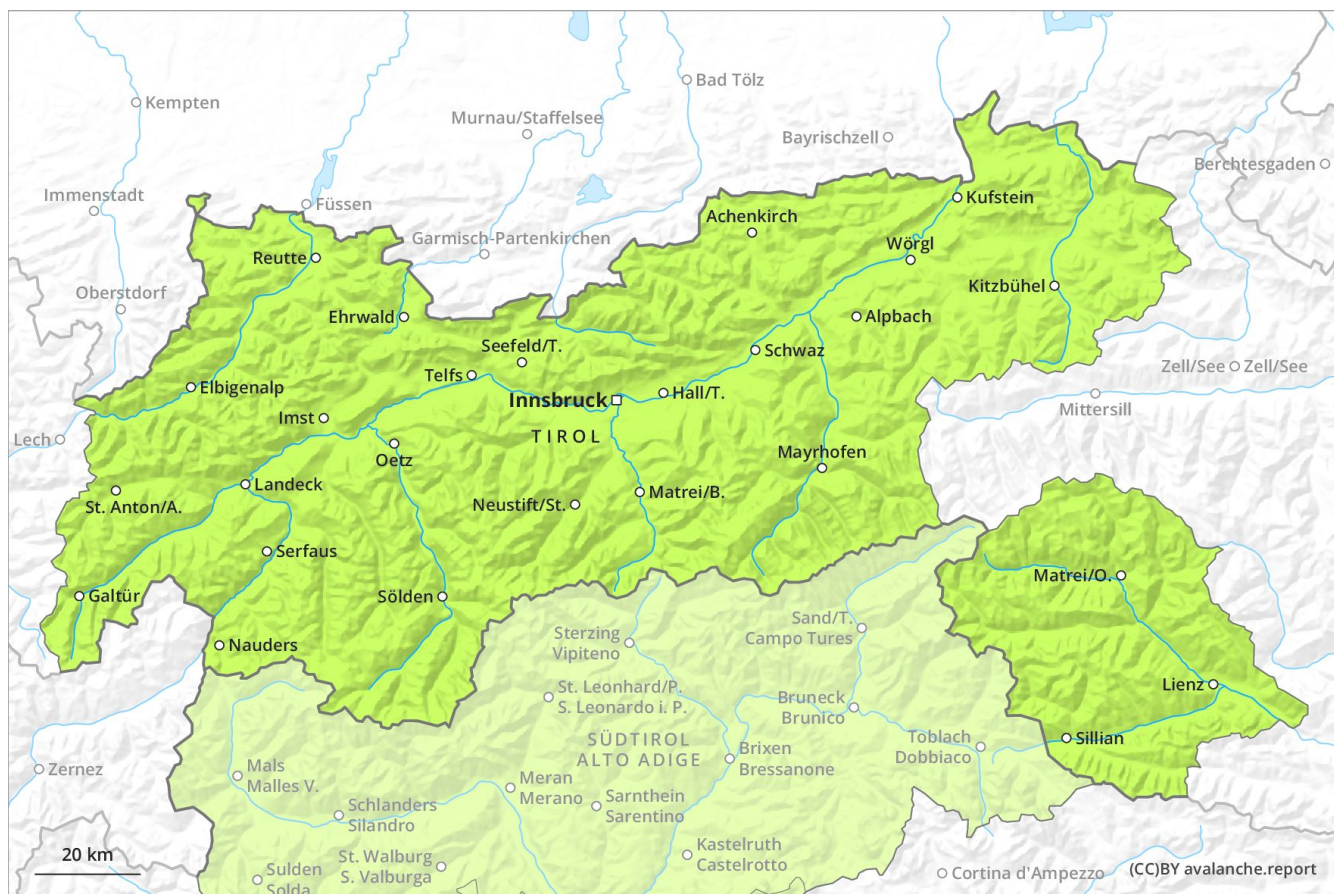 Kempten
Bad Tölz
Murnau/Staffelsee
Bayrischzell
Berchtesgaden
Immenstadt
Füssen
Kufstein
Achenkirch
Garmisch-Partenkirchen
Wörgl
Reutte
Oberstdorf
Kitzbühel
Ehrwald
Alpbach
Seefeld/T.
Schwaz
Zell/See
Zell/See
Telfs
Elbigenalp
Hall/T.
Innsbruck
Mittersill
Imst
TIROL
Lech
Oetz
Mayrhofen
Landeck
Matrei/B.
St. Anton/A.
Neustift/St.
Serfaus
Matrei/O.
Galtür
Sölden
Sand/T.
Campo Tures
Sterzing
Vipiteno
Nauders
Lienz
St. Leonhard/P.
S. Leonardo i. P.
Bruneck
Brunico
SÜDTIROL
ALTO ADIGE
Toblach
Dobbiaco
Sillian
Brixen
Bressanone
Zernez
Mals
Malles V.
Meran
Merano
Sarnthein
Sarentino
Schlanders
Silandro
Kastelruth
Castelrotto
20 km
St. Walburg
S. Valburga
Sulden
Solda
Cortina d'Ampezzo
(CC)BY avalanche.report